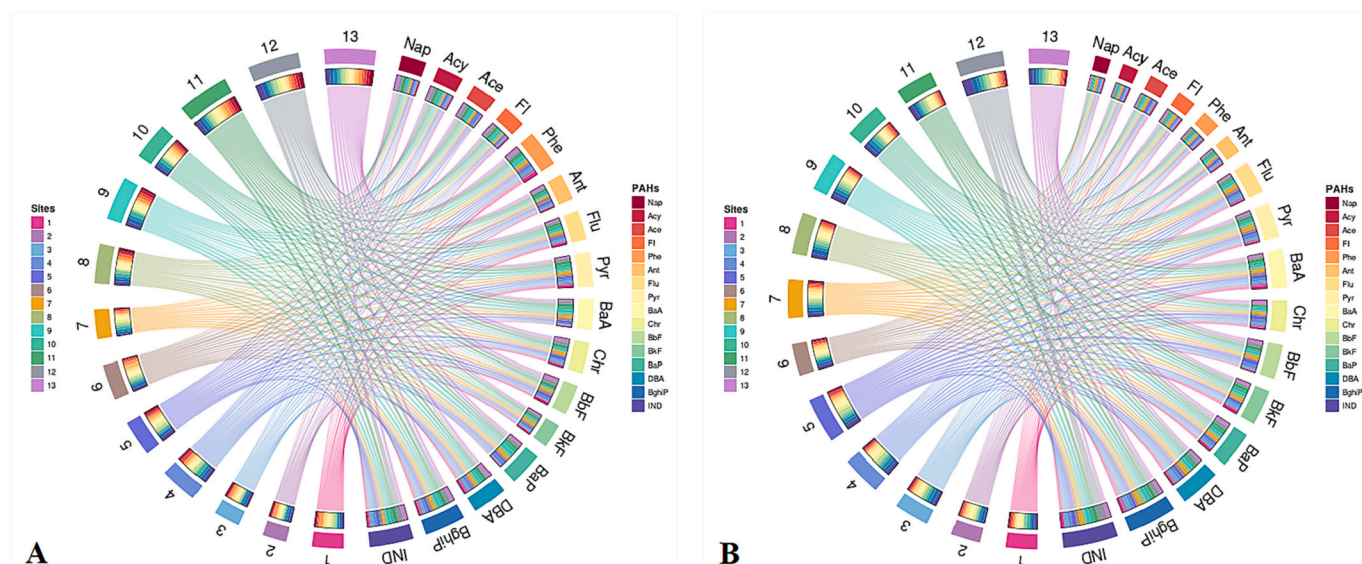 13
Nap
Acy
Ace
Fl
Phe
Ant
Flu
Pyr
BaA
Chr
BbF
BkF
BaP
DBA
BghiP
IND
1
2
3
4
5
6
7
8
9
10
11
12
Sites
1
2
3
4
5
6
7
8
9
10
11
12
13
PAHs
Nap
Acy
Ace
Fl
Phe
Ant
Flu
Pyr
BaA
Chr
BbF
BkF
BaP
DBA
BghiP
IND
A
13
Nap
Acy
Ace
Fl
Phe
Ant
Flu
Pyr
BaA
Chr
BbF
BkF
BaP
DBA
BghiP
IND
1
2
3
4
5
6
7
8
9
10
11
12
Sites
1
2
3
4
5
6
7
8
9
10
11
12
13
PAHs
Nap
Acy
Ace
Fl
Phe
Ant
Flu
Pyr
BaA
Chr
BbF
BkF
BaP
DBA
BghiP
IND
B